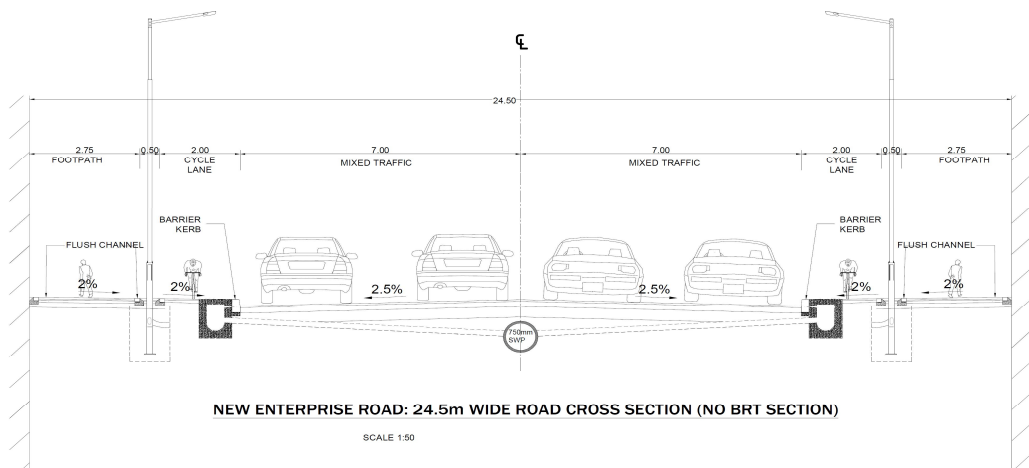 ℄
24.50
2.75 0.50 2.00 7.00 7.00 2.00 0.50 2.75
FOOTPATH CYCLE LANE MIXED TRAFFIC MIXED TRAFFIC CYCLE LANE FOOTPATH
BARRIER
KERB
BARRIER
KERB
FLUSH CHANNEL
FLUSH CHANNEL
2% 2% 2.5% 2.5% 2% 2%
750mm
SWP
NEW ENTERPRISE ROAD: 24.5m WIDE ROAD CROSS SECTION (NO BRT SECTION)
SCALE 1:50